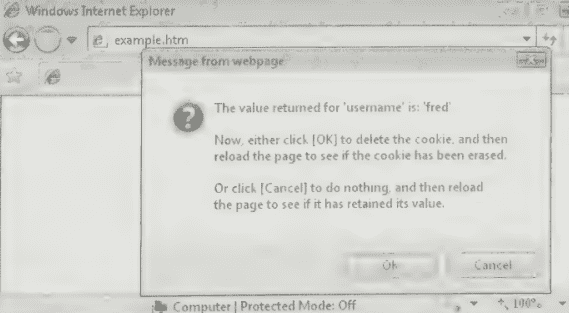 Windows Internet Explorer
example.htm
Message from webpage
The value returned for 'username' is: 'fred'
Now, either click [OK] to delete the cookie, and then
reload the page to see if the cookie has been erased.
Or click [Cancel] to do nothing, and then reload
the page to see if it has retained its value.
Ok Cancel
Computer | Protected Mode: Off 100%